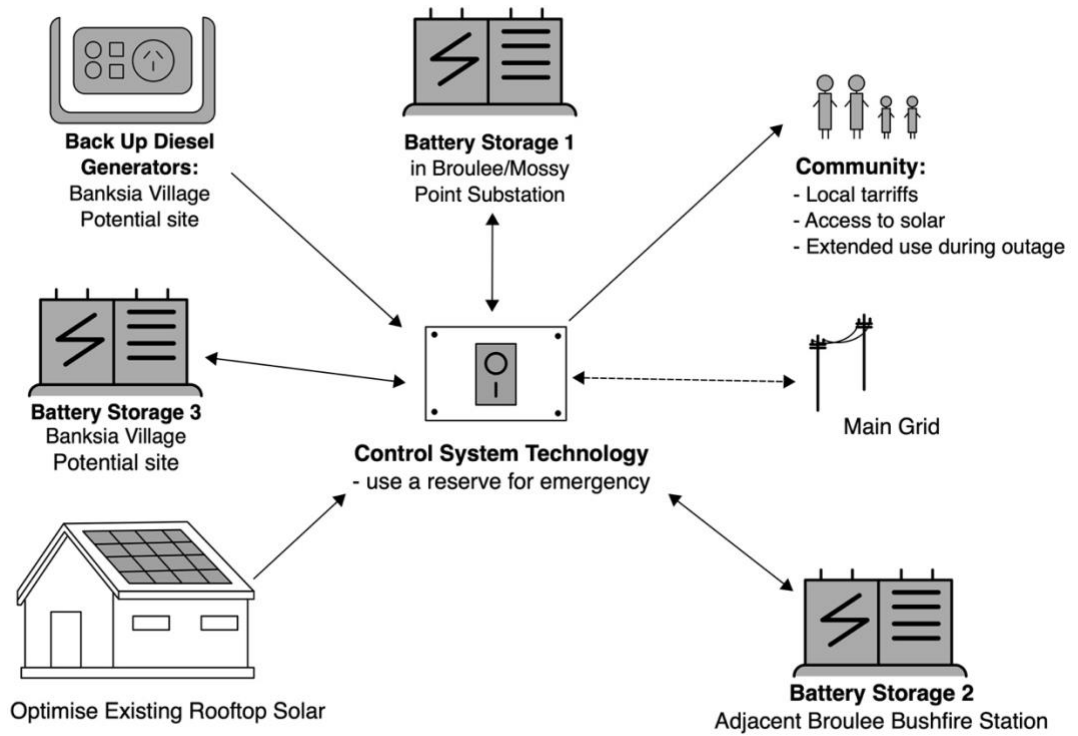 Back Up Diesel
Generators:
Banksia Village
Potential site
Battery Storage 1
in Broulee/Mossy
Point Substation
Community:
- Local tarriffs
- Access to solar
- Extended use during outage
Battery Storage 3
Banksia Village
Potential site
Main Grid
Control System Technology
- use a reserve for emergency
Optimise Existing Rooftop Solar
Battery Storage 2
Adjacent Broulee Bushfire Station